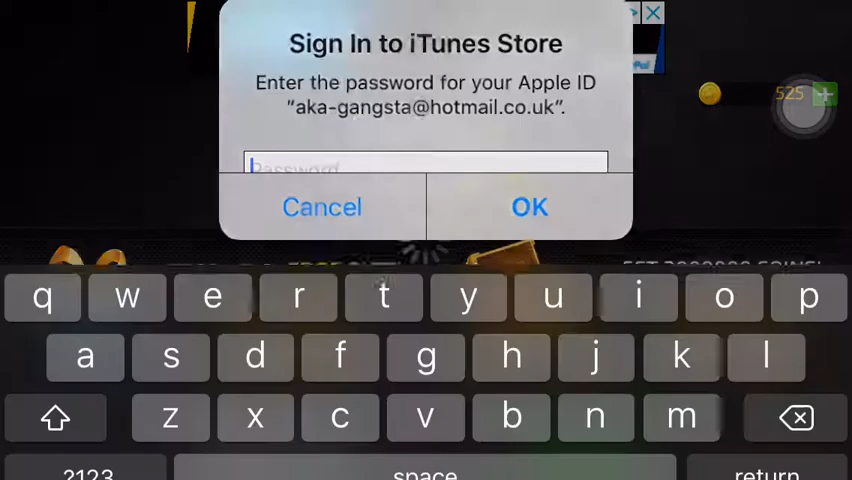 Sign In to iTunes Store
Enter the password for your Apple ID
"aka-gangsta@hotmail.co.uk".
Password
Cancel
OK
525
q w e r t y u i o p
a s d f g h j k l
z x c v b n m
?123
space
return